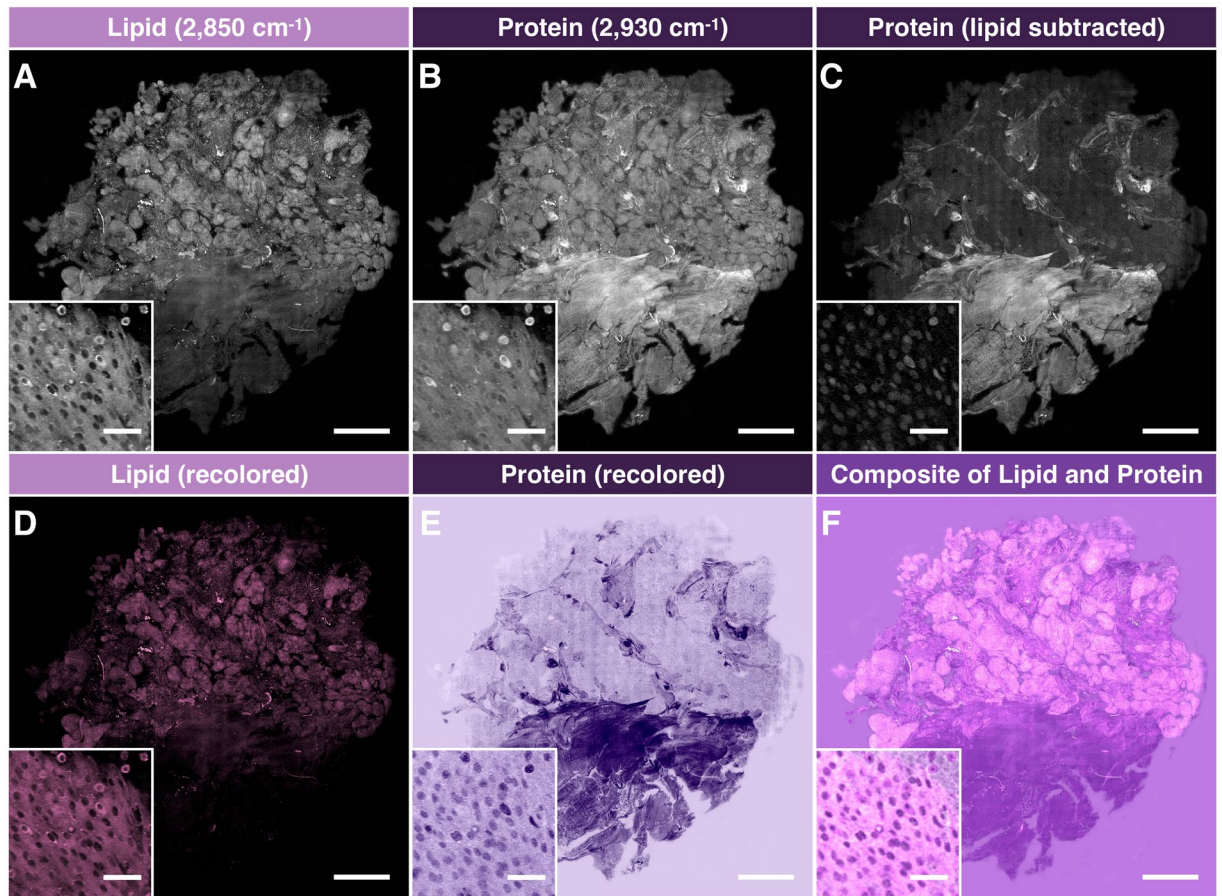 Lipid (2,850 cm⁻¹)
Protein (2,930 cm⁻¹)
Protein (lipid subtracted)
A
B
C
Lipid (recolored)
Protein (recolored)
Composite of Lipid and Protein
D
E
F